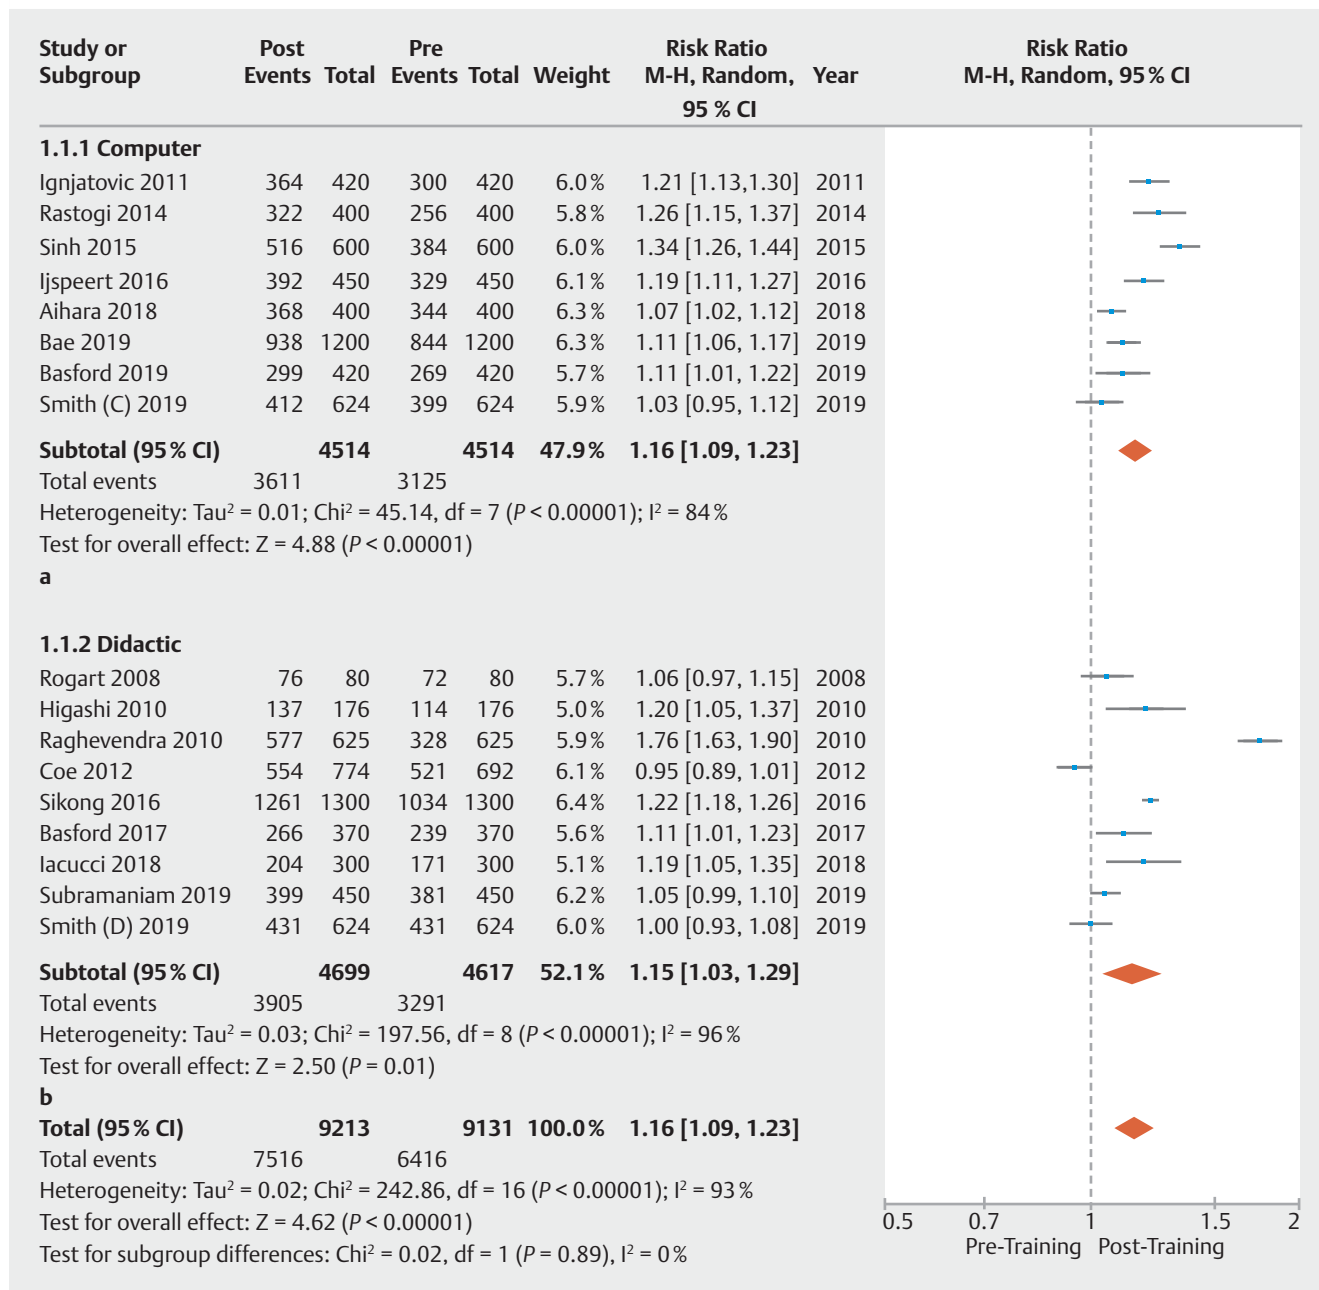 Study or Post Pre Risk Ratio Risk Ratio
Subgroup Events Total Events Total Weight M-H, Random, Year M-H, Random, 95 % CI
95 % CI
1.1.1 Computer
Ignjatovic 2011 364 420 300 420 6.0 % 1.21 [1.13,1.30] 2011
Rastogi 2014 322 400 256 400 5.8 % 1.26 [1.15, 1.37] 2014
Sinh 2015 516 600 384 600 6.0 % 1.34 [1.26, 1.44] 2015
Ijspeert 2016 392 450 329 450 6.1 % 1.19 [1.11, 1.27] 2016
Aihara 2018 368 400 344 400 6.3 % 1.07 [1.02, 1.12] 2018
Bae 2019 938 1200 844 1200 6.3 % 1.11 [1.06, 1.17] 2019
Basford 2019 299 420 269 420 5.7 % 1.11 [1.01, 1.22] 2019
Smith (C) 2019 412 624 399 624 5.9 % 1.03 [0.95, 1.12] 2019
Subtotal (95 % CI) 4514 4514 47.9 % 1.16 [1.09, 1.23]
Total events 3611 3125
Heterogeneity: Tau² = 0.01; Chi² = 45.14, df = 7 (P < 0.00001); I² = 84 %
Test for overall effect: Z = 4.88 (P < 0.00001)
a
1.1.2 Didactic
Rogart 2008 76 80 72 80 5.7 % 1.06 [0.97, 1.15] 2008
Higashi 2010 137 176 114 176 5.0 % 1.20 [1.05, 1.37] 2010
Raghevendra 2010 577 625 328 625 5.9 % 1.76 [1.63, 1.90] 2010
Coe 2012 554 774 521 692 6.1 % 0.95 [0.89, 1.01] 2012
Sikong 2016 1261 1300 1034 1300 6.4 % 1.22 [1.18, 1.26] 2016
Basford 2017 266 370 239 370 5.6 % 1.11 [1.01, 1.23] 2017
Iacucci 2018 204 300 171 300 5.1 % 1.19 [1.05, 1.35] 2018
Subramaniam 2019 399 450 381 450 6.2 % 1.05 [0.99, 1.10] 2019
Smith (D) 2019 431 624 431 624 6.0 % 1.00 [0.93, 1.08] 2019
Subtotal (95 % CI) 4699 4617 52.1 % 1.15 [1.03, 1.29]
Total events 3905 3291
Heterogeneity: Tau² = 0.03; Chi² = 197.56, df = 8 (P < 0.00001); I² = 96 %
Test for overall effect: Z = 2.50 (P = 0.01)
b
Total (95 % CI) 9213 9131 100.0 % 1.16 [1.09, 1.23]
Total events 7516 6416
Heterogeneity: Tau² = 0.02; Chi² = 242.86, df = 16 (P < 0.00001); I² = 93 %
Test for overall effect: Z = 4.62 (P < 0.00001)
Test for subgroup differences: Chi² = 0.02, df = 1 (P = 0.89), I² = 0 %
0.5 0.7 1 1.5 2
Pre-Training Post-Training